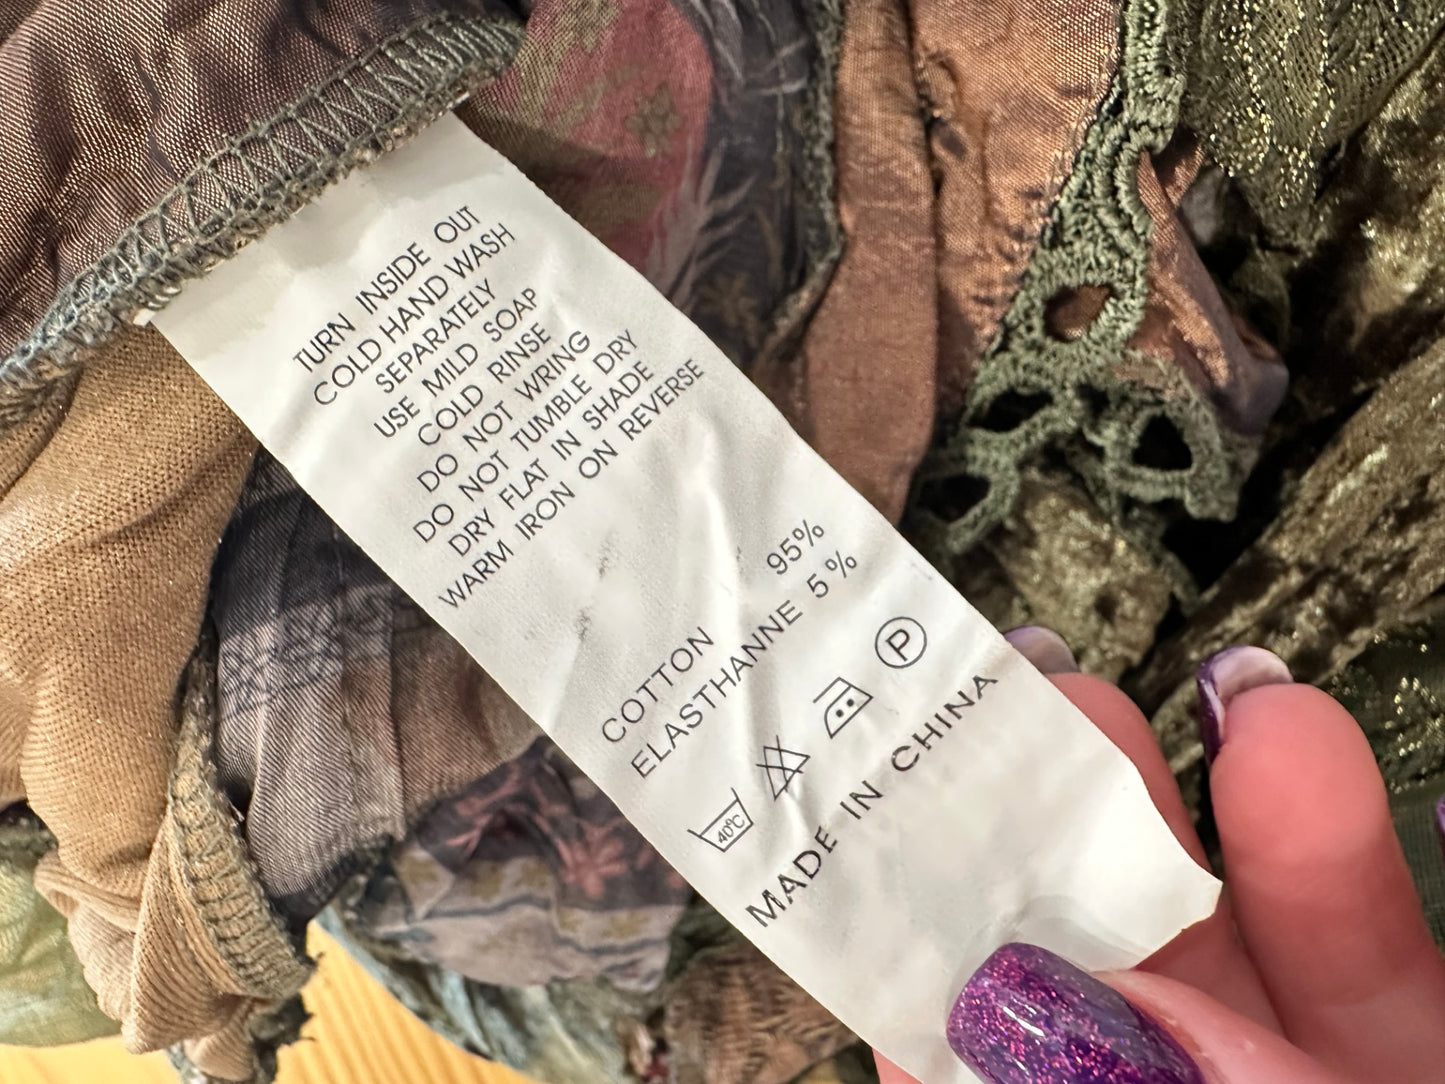 TURN INSIDE OUT
COLD HAND WASH
SEPARATELY
USE MILD SOAP
COLD RINSE
DO NOT WRING
DO NOT TUMBLE DRY
DRY FLAT IN SHADE
WARM IRON ON REVERSE
COTTON 95%
ELASTHANNE 5%
40°C
P
MADE IN CHINA